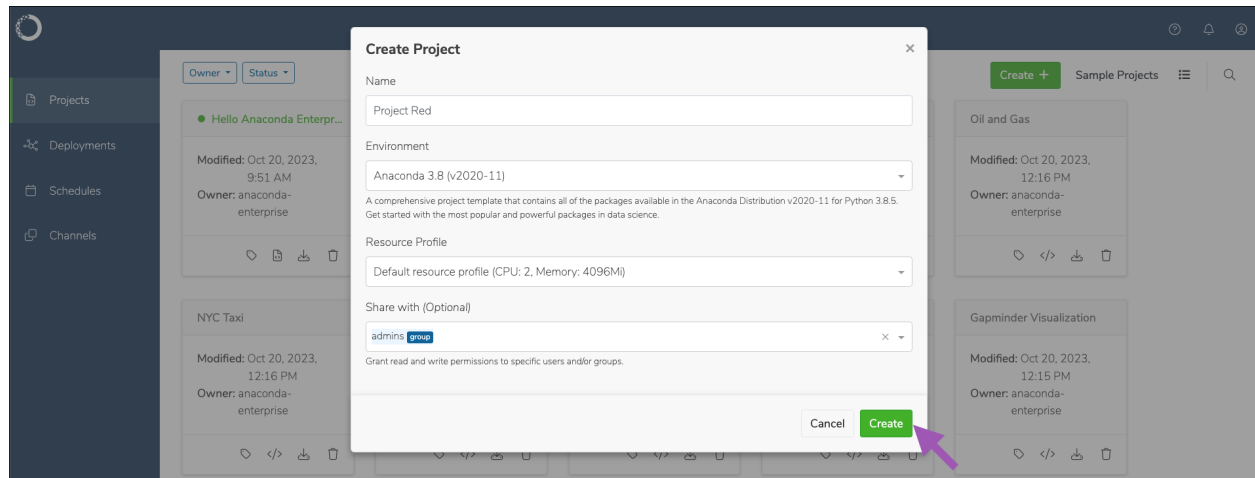 Create Project
×
Name
Project Red
Environment
Anaconda 3.8 (v2020-11)
A comprehensive project template that contains all of the packages available in the Anaconda Distribution v2020-11 for Python 3.8.5.
Get started with the most popular and powerful packages in data science.
Resource Profile
Default resource profile (CPU: 2, Memory: 4096Mi)
Share with (Optional)
admins group
Grant read and write permissions to specific users and/or groups.
Cancel
Create
Projects
Deployments
Schedules
Channels
Owner
Status
Create +
Sample Projects
Hello Anaconda Enterpr...
Modified: Oct 20, 2023,
9:51 AM
Owner: anaconda-
enterprise
Oil and Gas
Modified: Oct 20, 2023,
12:16 PM
Owner: anaconda-
enterprise
NYC Taxi
Modified: Oct 20, 2023,
12:16 PM
Owner: anaconda-
enterprise
Gapminder Visualization
Modified: Oct 20, 2023,
12:15 PM
Owner: anaconda-
enterprise